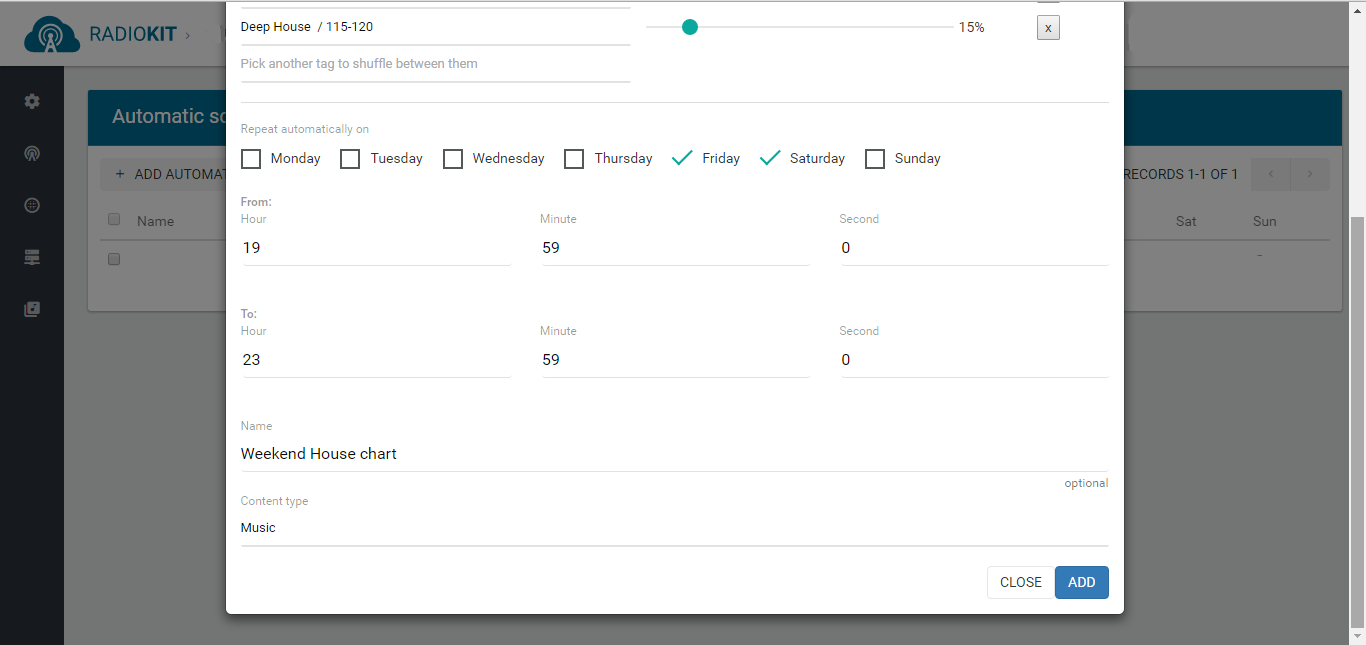 RADIOKIT ›
Deep House / 115-120
15%
x
Pick another tag to shuffle between them
Automatic sc
Repeat automatically on
Monday Tuesday Wednesday Thursday Friday Saturday Sunday
+ ADD AUTOMAT
RECORDS 1-1 OF 1 < >
From:
Hour Minute Second
Name
Sat Sun
19 59 0
-
To:
Hour Minute Second
23 59 0
Name
Weekend House chart
optional
Content type
Music
CLOSE ADD